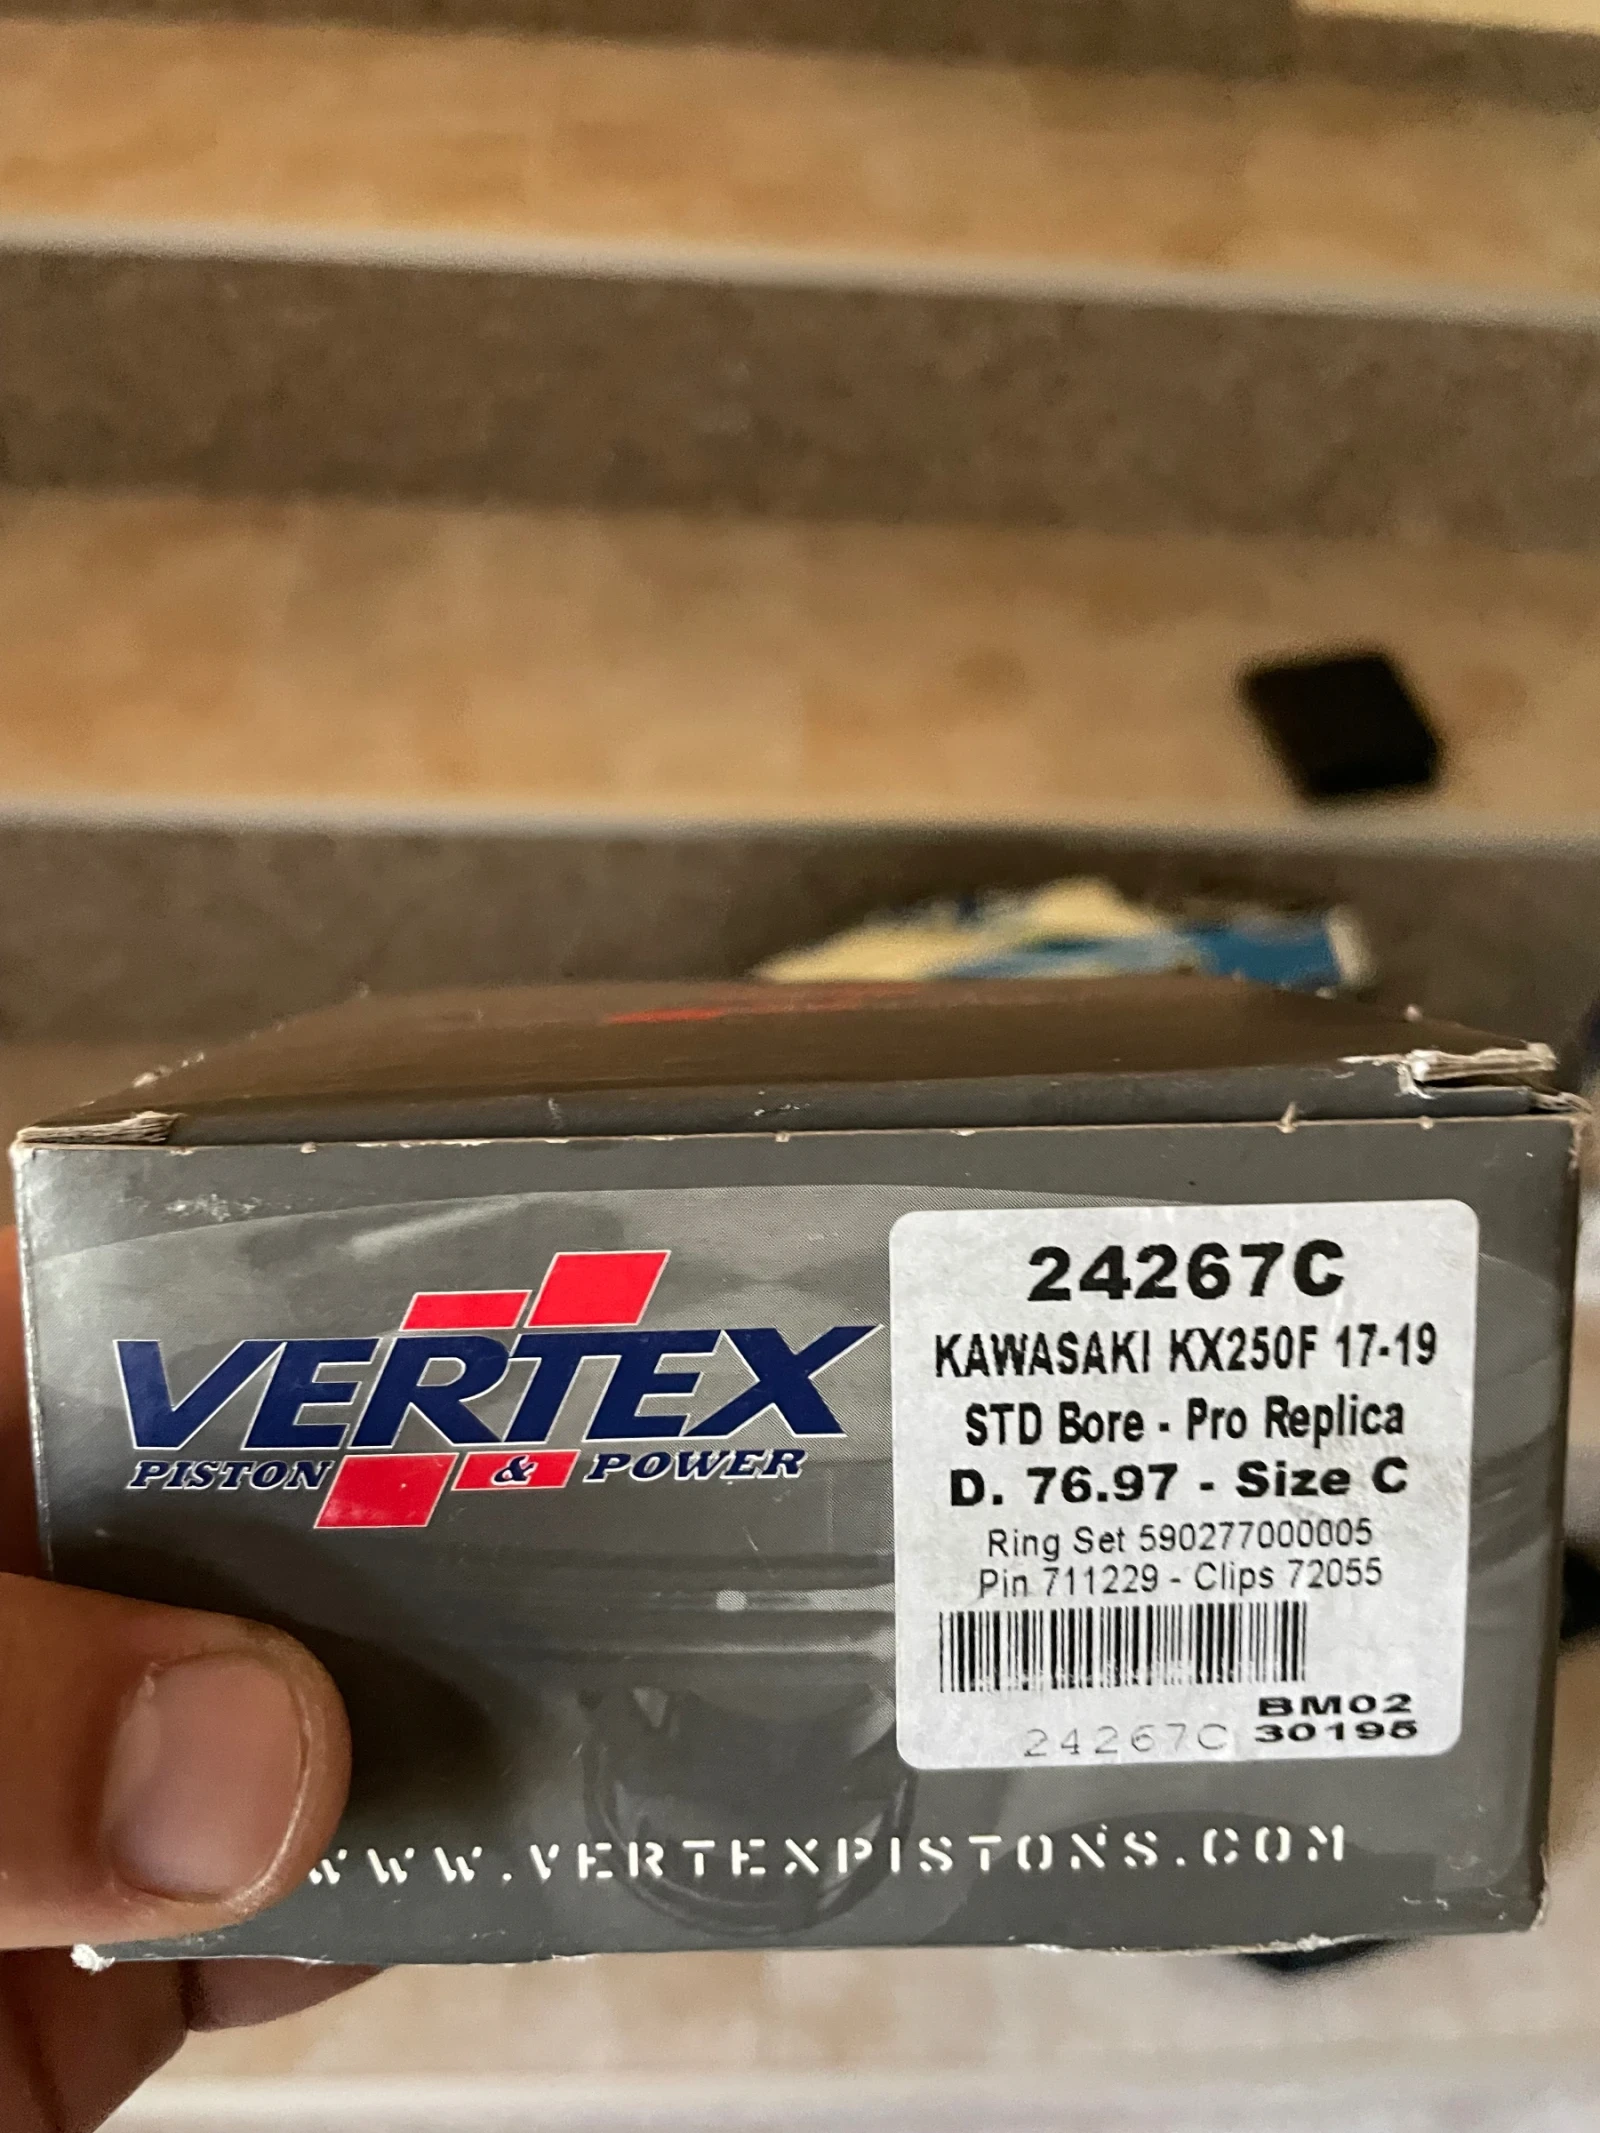 VERTEX
PISTON & POWER
24267C
KAWASAKI KX250F 17-19
STD Bore - Pro Replica
D. 76.97 - Size C
Ring Set 590277000005
Pin 711229 - Clips 72055
BM02
24267C 30195
WWW.VERTEXPISTONS.COM